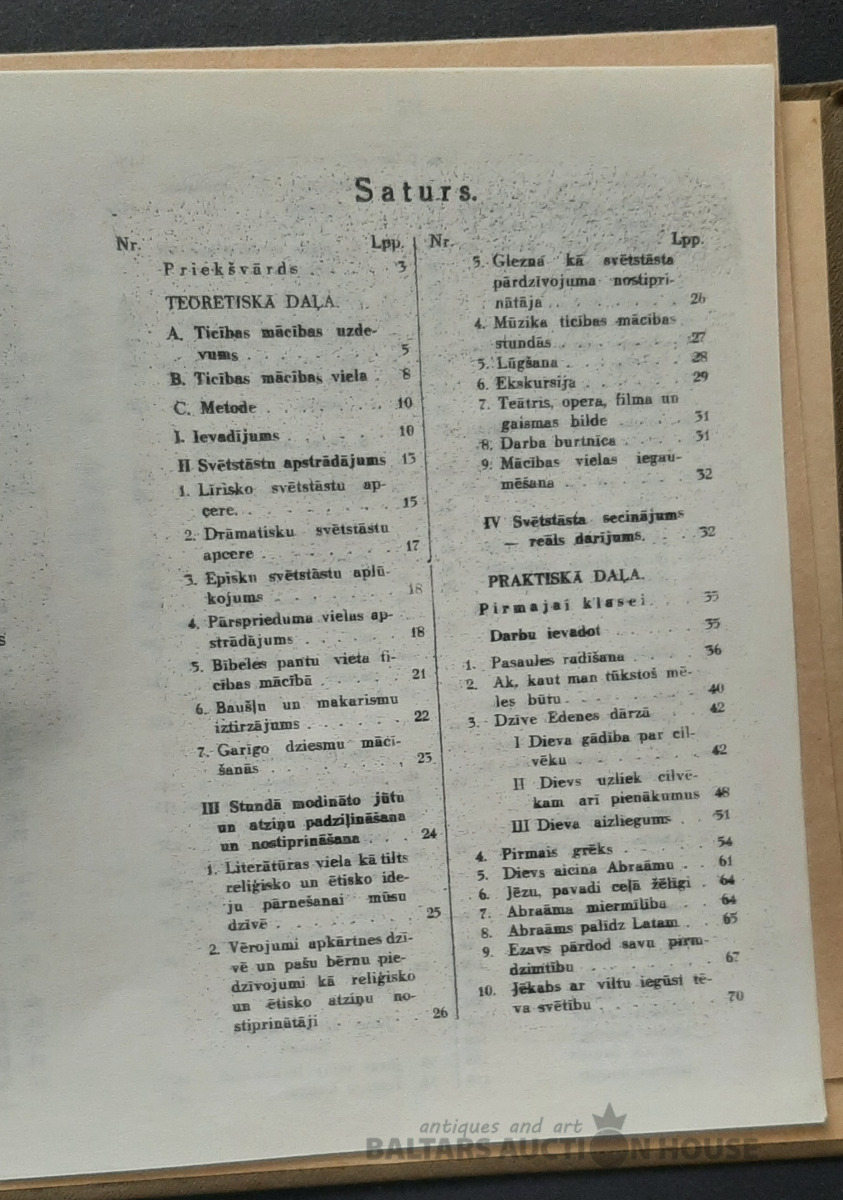 Saturs.
Nr. Lpp.
Priekšvārds . . . . 3
TEORETISKĀ DAĻA.
A. Ticības mācības uzde-
vums . . . . . . 5
B. Ticības mācības viela . 8
C. Metode . . . . . . 10
I. Ievadījums . . . . . 10
II Svētstāstu apstrādājums 13
1. Lirisko svētstāstu ap-
cere. . . . . . . 15
2. Drāmatisku svētstāstu
apcere . . . . . . 17
3. Episku svētstāstu aplū-
kojums . . . . . . 18
4. Pārsprieduma vielas ap-
strādājums . . . . . 18
5. Bībeles pantu vieta ti-
cības mācībā . . . . 21
6. Baušļu un makarismu
iztirzājums . . . . . 22
7. Garīgo dziesmu mācī-
šanās . . . . . . 23
III Stundā modināto jūtu
un atziņu padziļināšana
un nostiprināšana . . . 24
1. Literātūras viela kā tilts
reliģisko un ētisko ide-
ju pārnešanai mūsu
dzīvē . . . . . . 25
2. Vērojumi apkārtnes dzī-
vē un pašu bērnu pie-
dzīvojumi kā reliģisko
un ētisko atziņu no-
stiprinātāji . . . . . 26
Nr. Lpp.
3. Glezna kā svētstāsta
pārdzīvojuma nostipri-
nātāja . . . . . . 26
4. Mūzika ticības mācības
stundās . . . . . . 27
5. Lūgšana . . . . . . 28
6. Ekskursija . . . . . 29
7. Teātris, opera, filma un
gaismas bilde . . . . 31
8. Darba burtnīca . . . . 31
9. Mācības vielas iegau-
mēšana . . . . . . 32
IV Svētstāsta secinājums
— reāls darījums. . . 32
PRAKTISKĀ DAĻA.
Pirmajai klasei . . . 35
Darbu ievadot . . . . 35
1. Pasaules radīšana . . . 36
2. Ak, kaut man tūkstoš mē-
les būtu . . . . . . 40
3. Dzīve Edenes dārzā . . 42
I Dieva gādība par cil-
vēku . . . . . . 42
II Dievs uzliek cilvē-
kam arī pienākumus 48
III Dieva aizliegums . . 51
4. Pirmais grēks . . . . 54
5. Dievs aicina Abraāmu . . 61
6. Jēzu, pavadi ceļā žēlīgi . 64
7. Abraāma miermīlība . . 64
8. Abraāms palīdz Latam . . 65
9. Ezavs pārdod savu pirm-
dzimtību . . . . . . 67
10. Jēkabs ar viltu iegūst tē-
va svētību . . . . . 70
antiques and art
BALTARS AUCTION HOUSE